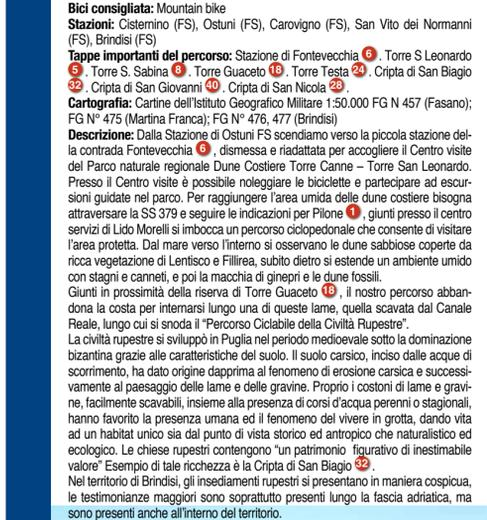 Bici consigliata: Mountain bike
Stazioni: Cisternino (FS), Ostuni (FS), Carovigno (FS), San Vito dei Normanni
(FS), Brindisi (FS)
Tappe importanti del percorso: Stazione di Fontevecchia 6 . Torre S Leonardo
5 . Torre S. Sabina 8 . Torre Guaceto 18 . Torre Testa 24 . Cripta di San Biagio
32 . Cripta di San Giovanni 40 . Cripta di San Nicola 28 .
Cartografia: Cartine dell'Istituto Geografico Militare 1:50.000 FG N 457 (Fasano);
FG N° 475 (Martina Franca); FG N° 476, 477 (Brindisi)
Descrizione: Dalla Stazione di Ostuni FS scendiamo verso la piccola stazione del-
la contrada Fontevecchia 6 , dismessa e riadattata per accogliere il Centro visite
del Parco naturale regionale Dune Costiere Torre Canne – Torre San Leonardo.
Presso il Centro visite è possibile noleggiare le biciclette e partecipare ad escur-
sioni guidate nel parco. Per raggiungere l'area umida delle dune costiere bisogna
attraversare la SS 379 e seguire le indicazioni per Pilone 1 , giunti presso il centro
servizi di Lido Morelli si imbocca un percorso ciclopedonale che consente di visitare
l'area protetta. Dal mare verso l'interno si osservano le dune sabbiose coperte da
ricca vegetazione di Lentisco e Fillirea, subito dietro si estende un ambiente umido
con stagni e canneti, e poi la macchia di ginepri e le dune fossili.
Giunti in prossimità della riserva di Torre Guaceto 18 , il nostro percorso abban-
dona la costa per internarsi lungo una di queste lame, quella scavata dal Canale
Reale, lungo cui si snoda il "Percorso Ciclabile della Civiltà Rupestre".
La civiltà rupestre si sviluppò in Puglia nel periodo medioevale sotto la dominazione
bizantina grazie alle caratteristiche del suolo. Il suolo carsico, inciso dalle acque di
scorrimento, ha dato origine dapprima al fenomeno di erosione carsica e successi-
vamente al paesaggio delle lame e delle gravine. Proprio i costoni di lame e gravi-
ne, facilmente scavabili, insieme alla presenza di corsi d'acqua perenni o stagionali,
hanno favorito la presenza ed il fenomeno del vivere in grotta, dando vita
ad un habitat unico sia dal punto di vista storico ed antropico che naturalistico ed
ecologico. Le chiese rupestri contengono "un patrimonio figurativo di inestimabile
valore" Esempio di tale ricchezza è la Cripta di San Biagio 32 .
Nel territorio di Brindisi, gli insediamenti rupestri si presentano in maniera cospicua,
le testimonianze maggiori sono soprattutto presenti lungo la fascia adriatica, ma
sono presenti anche all'interno del territorio.